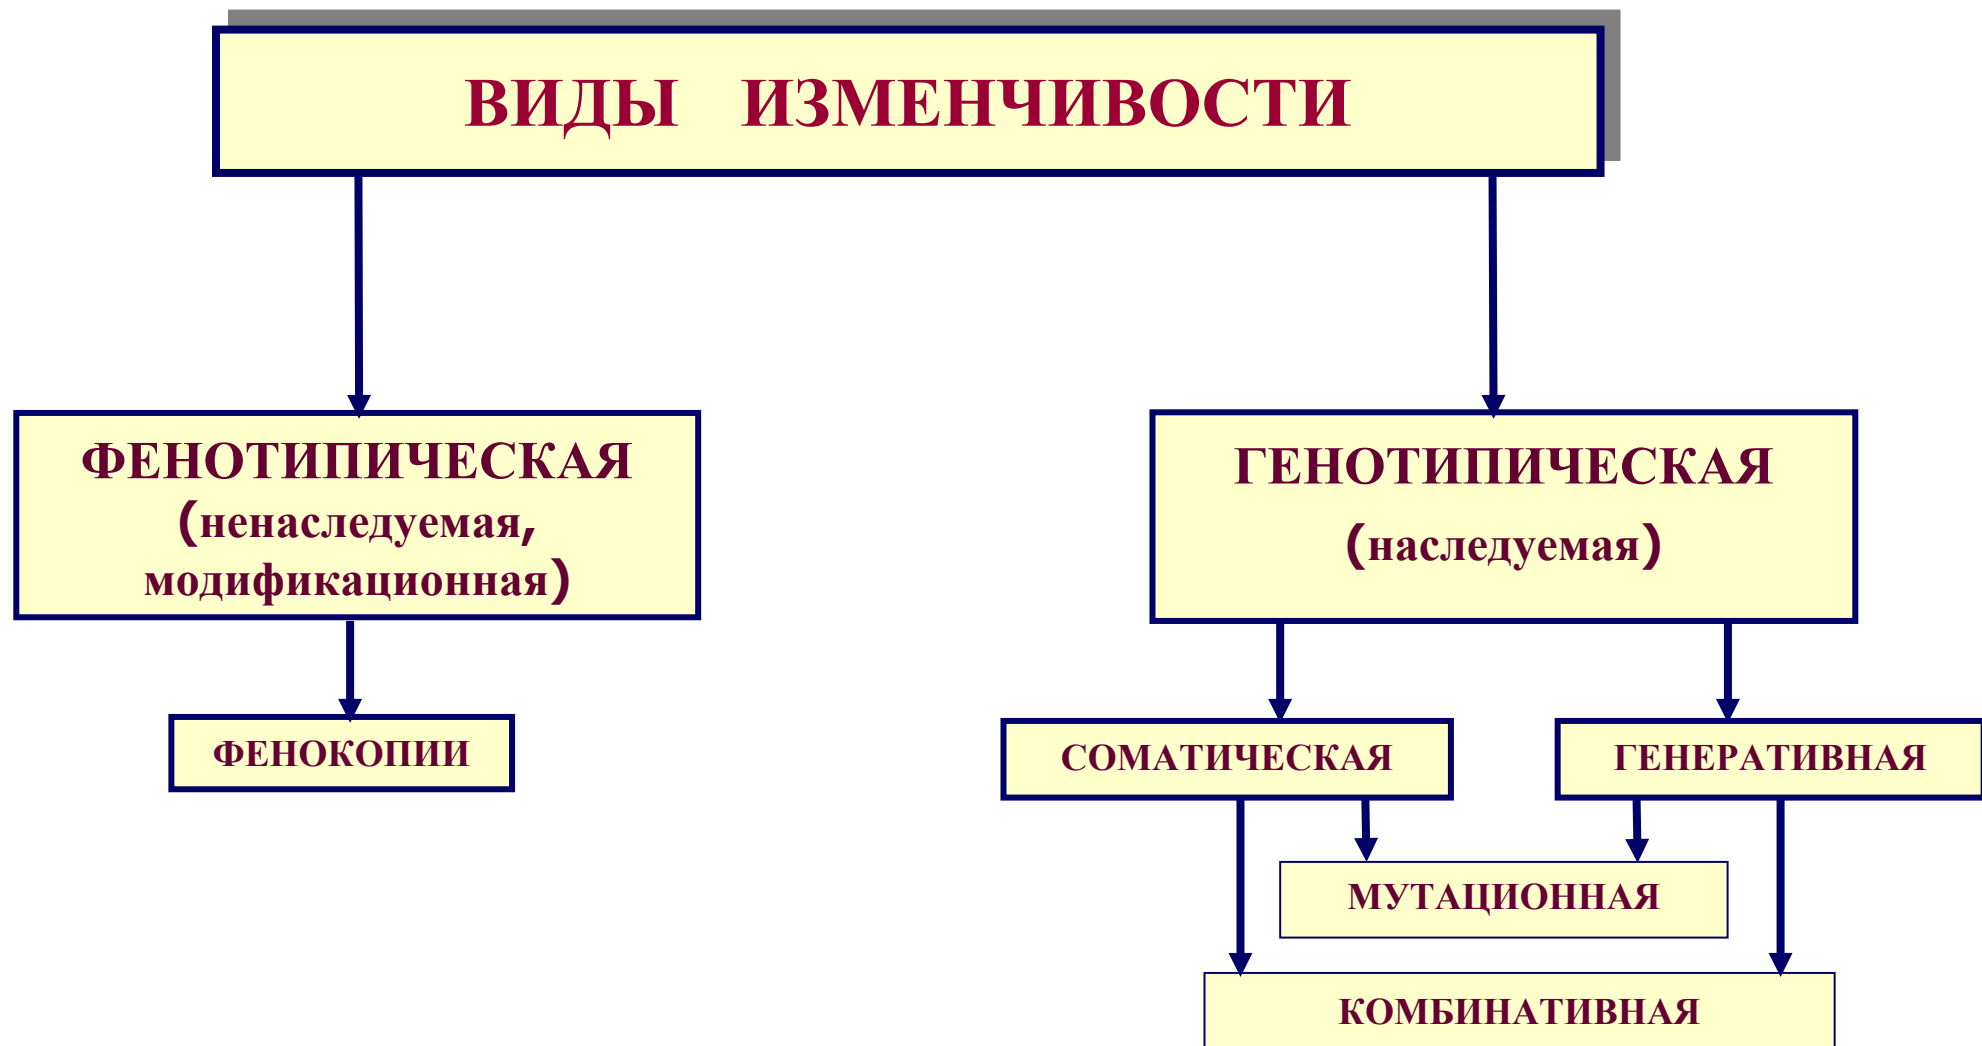 ВИДЫ ИЗМЕНЧИВОСТИ
ФЕНОТИПИЧЕСКАЯ
(ненаследуемая,
модификационная)
ГЕНОТИПИЧЕСКАЯ
(наследуемая)
ФЕНОКОПИИ
СОМАТИЧЕСКАЯ
ГЕНЕРАТИВНАЯ
МУТАЦИОННАЯ
КОМБИНАТИВНАЯ